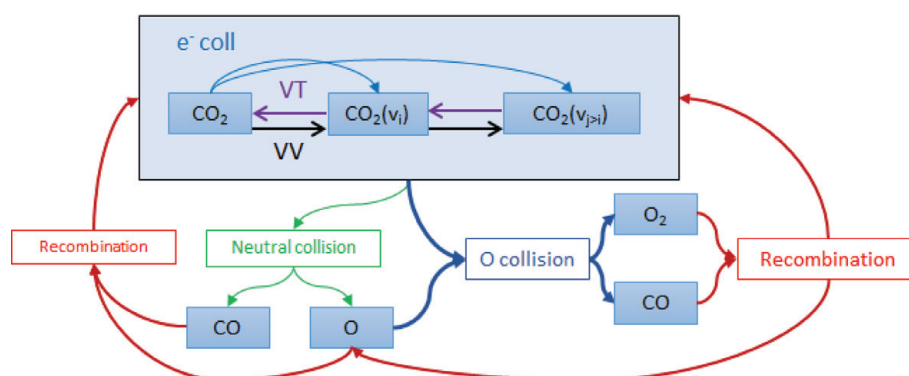 e⁻ coll
VT
CO₂
CO₂(vᵢ)
CO₂(vⱼ>ᵢ)
VV
O₂
Recombination
Neutral collision
O collision
Recombination
CO
CO
O